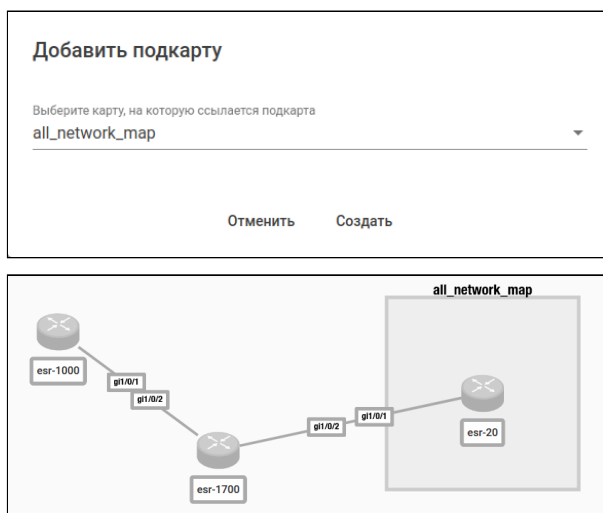 Добавить подкарту
Выберите карту, на которую ссылается подкарта
all_network_map
Отменить Создать
all_network_map
esr-1000
gi1/0/1
gi1/0/2
gi1/0/2
gi1/0/1
esr-20
esr-1700